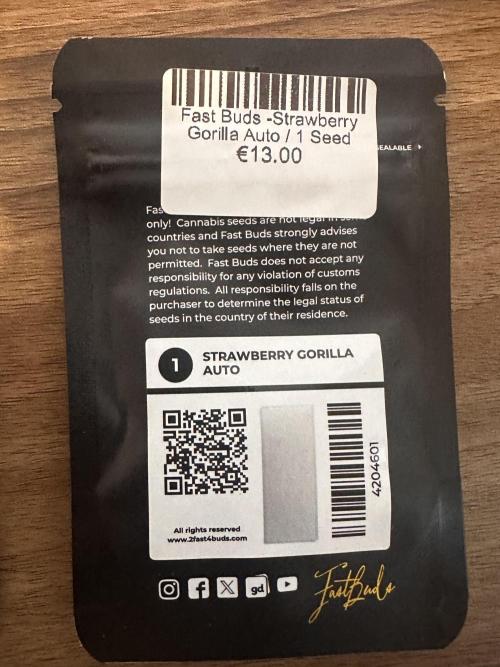 Fast Buds -Strawberry
Gorilla Auto / 1 Seed
€13.00
SEALABLE
Fas
only! Cannabis seeds are not legal in some
countries and Fast Buds strongly advises
you not to take seeds where they are not
permitted. Fast Buds does not accept any
responsibility for any violation of customs
regulations. All responsibility falls on the
purchaser to determine the legal status of
seeds in the country of their residence.
1
STRAWBERRY GORILLA
AUTO
4204601
All rights reserved
www.2fast4buds.com
gd
FastBuds